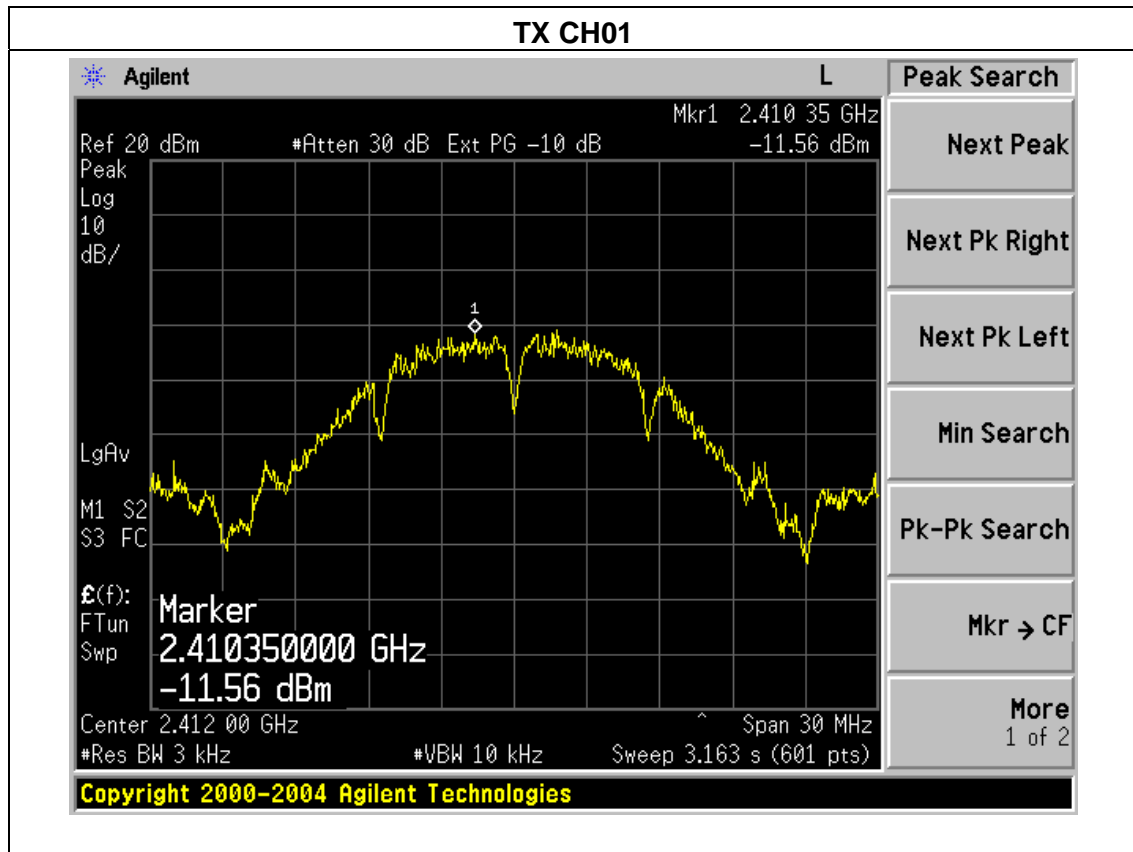 TX CH01
Agilent L Peak Search
Mkr1 2.410 35 GHz
Ref 20 dBm #Atten 30 dB Ext PG -10 dB -11.56 dBm
Peak
Log
10
dB/
1
LgAv
M1 S2
S3 FC
£(f):
FTun
Swp
Marker
2.410350000 GHz
-11.56 dBm
Center 2.412 00 GHz ^ Span 30 MHz
#Res BW 3 kHz #VBW 10 kHz Sweep 3.163 s (601 pts)
Next Peak
Next Pk Right
Next Pk Left
Min Search
Pk-Pk Search
Mkr → CF
More
1 of 2
Copyright 2000-2004 Agilent Technologies